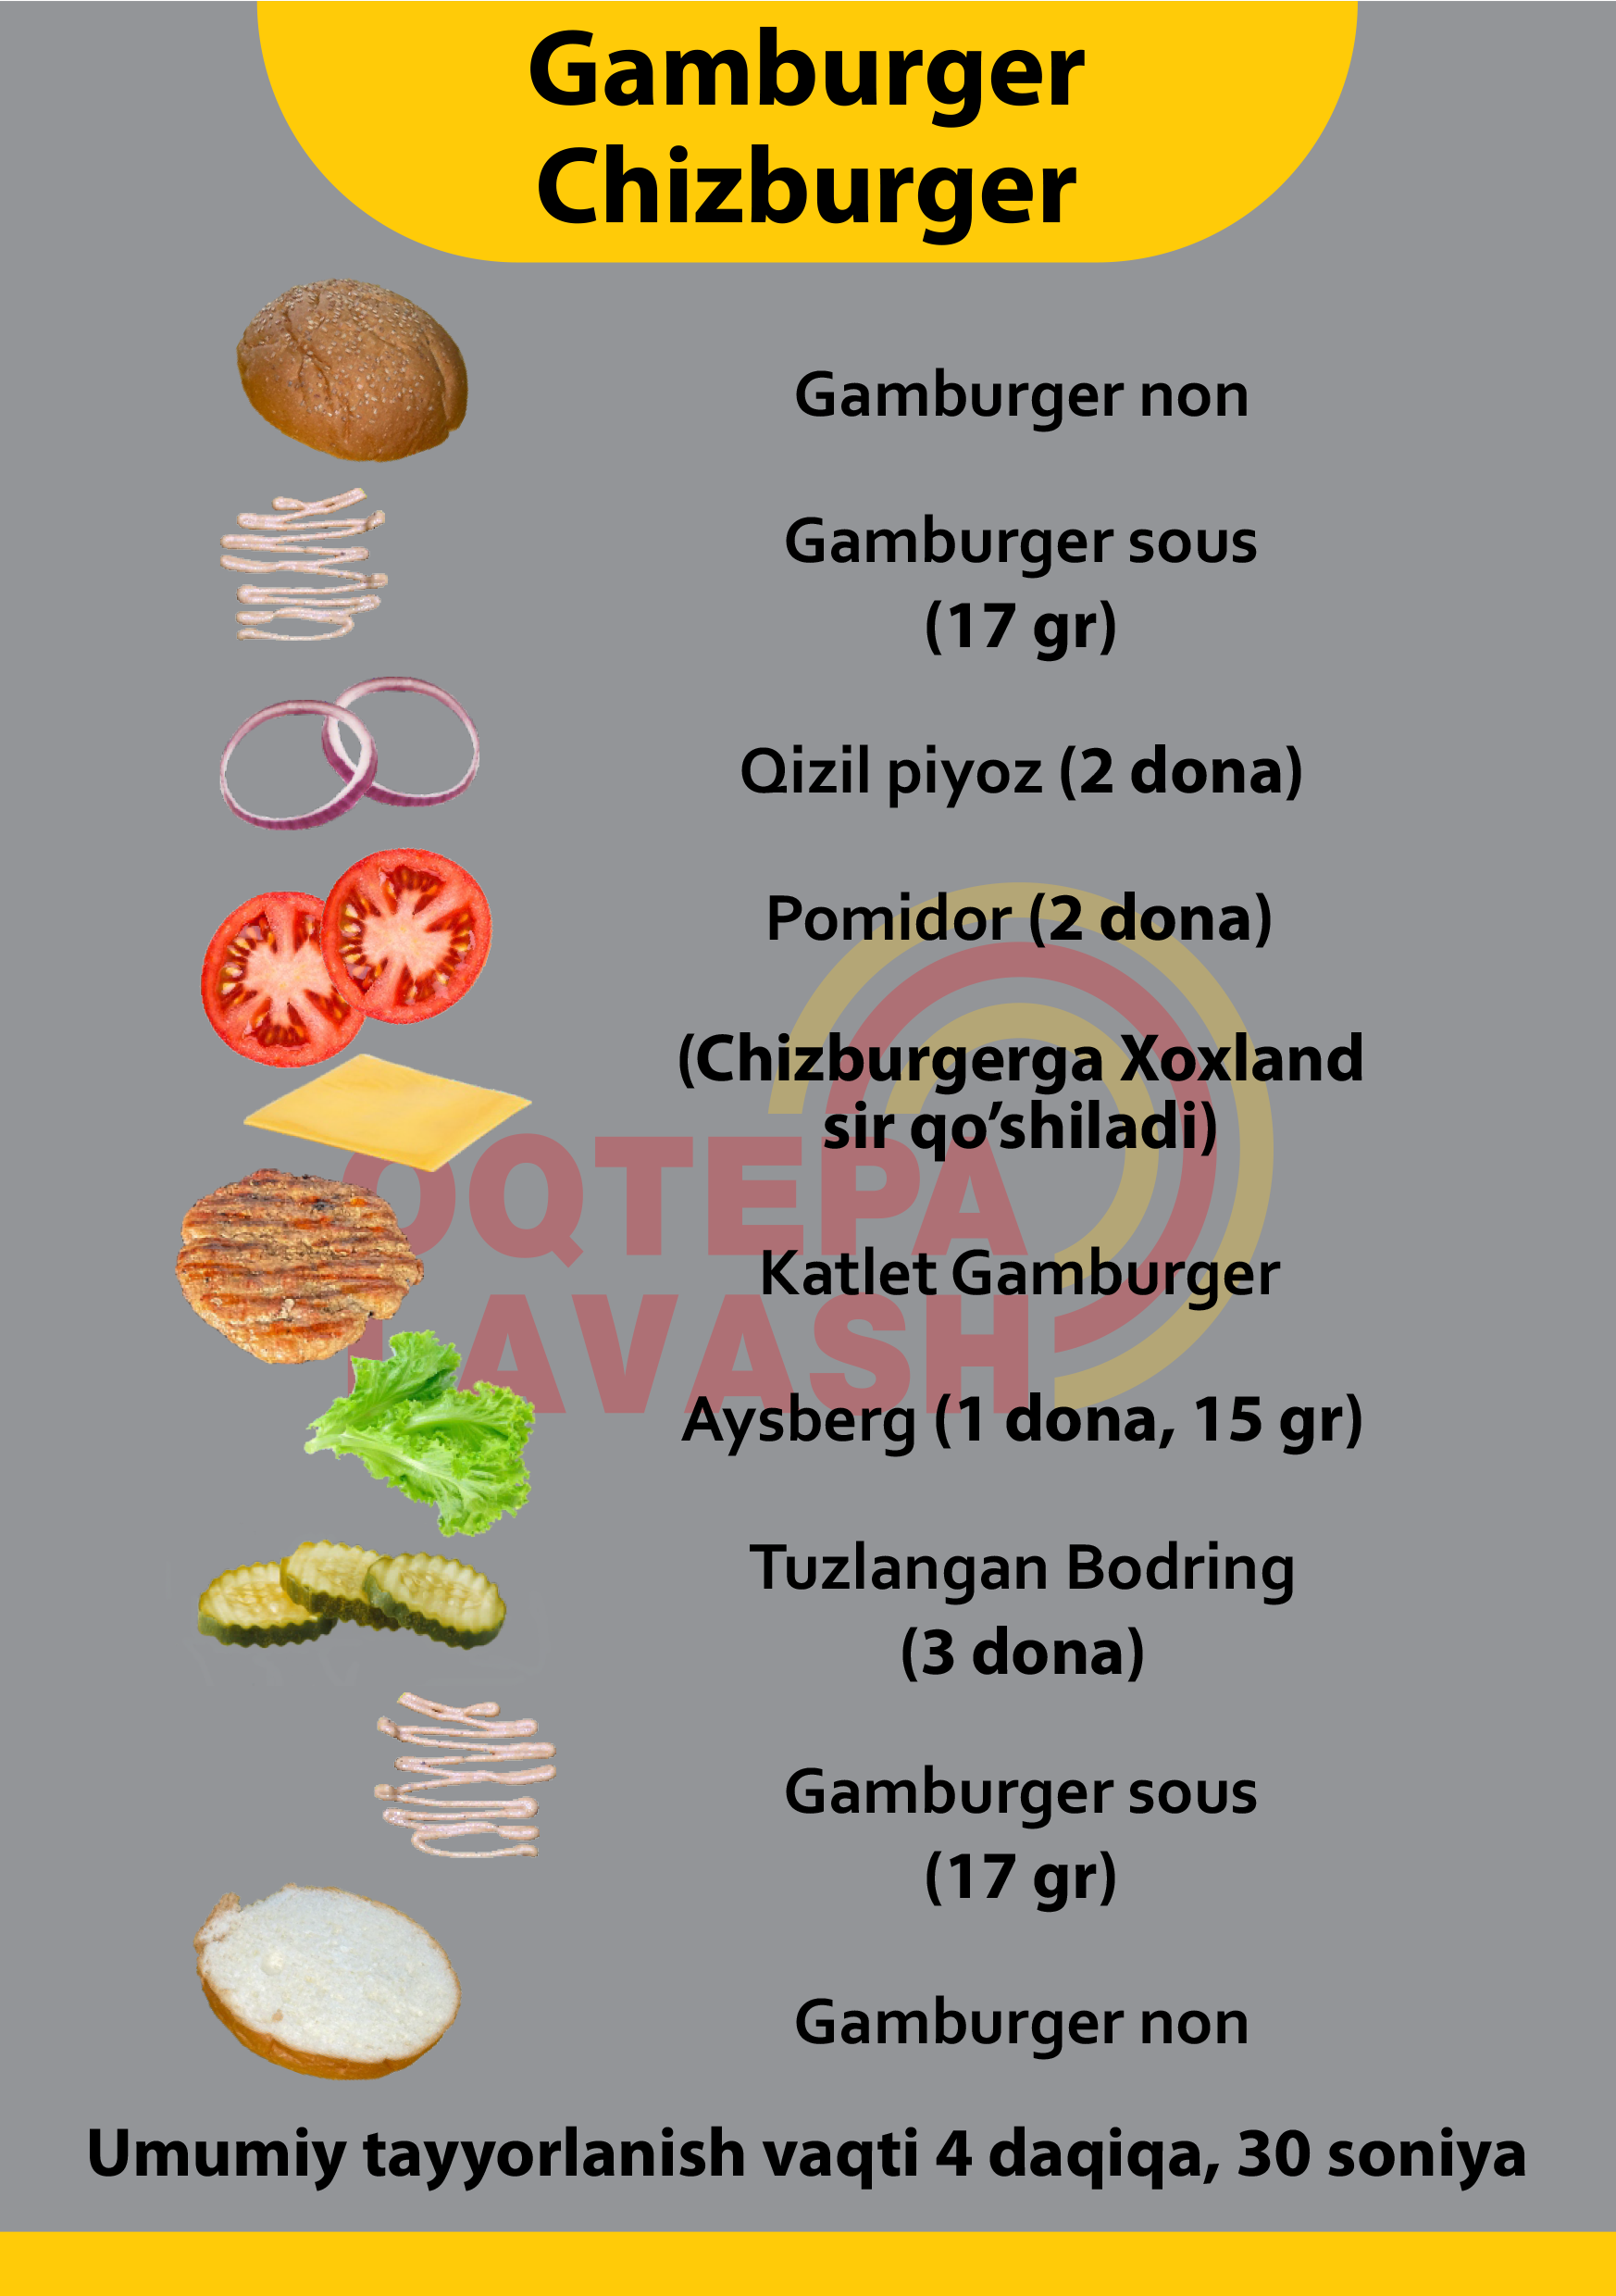 Gamburger
Chizburger
Gamburger non
Gamburger sous
(17 gr)
Qizil piyoz (2 dona)
Pomidor (2 dona)
(Chizburgerga Xoxland
sir qo’shiladi)
OQTEPA
Katlet Gamburger
LAVASH
Aysberg (1 dona, 15 gr)
Tuzlangan Bodring
(3 dona)
Gamburger sous
(17 gr)
Gamburger non
Umumiy tayyorlanish vaqti 4 daqiqa, 30 soniya